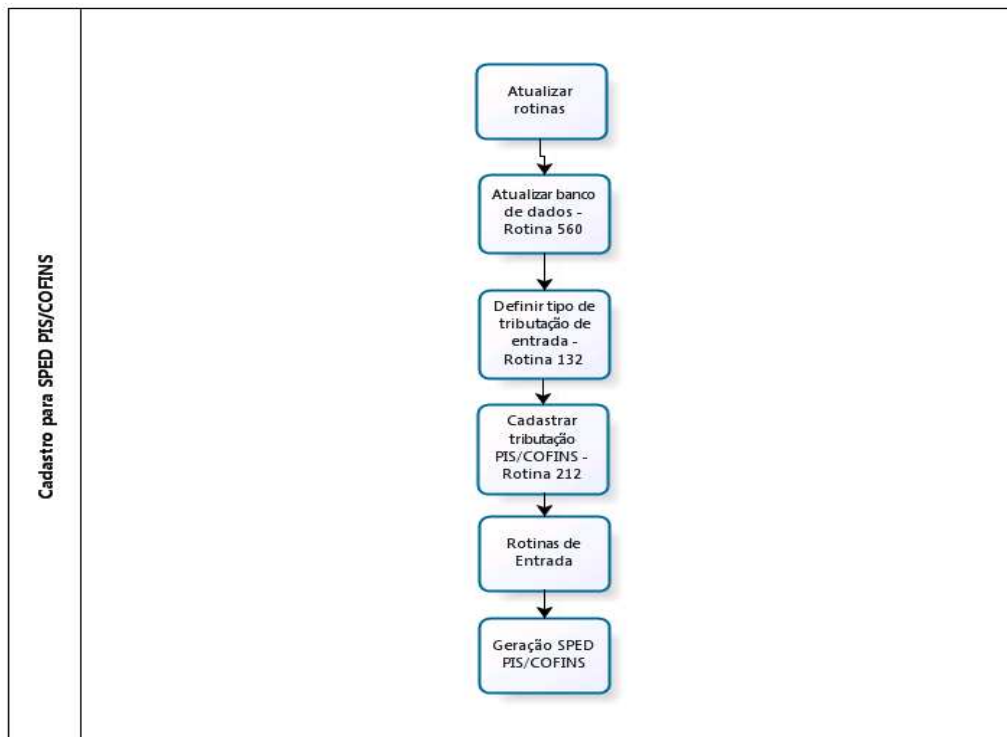 Cadastro para SPED PIS/COFINS
Atualizar
rotinas
Atualizar banco
de dados -
Rotina 560
Definir tipo de
tributação de
entrada -
Rotina 132
Cadastrar
tributação
PIS/COFINS -
Rotina 212
Rotinas de
Entrada
Geração SPED
PIS/COFINS